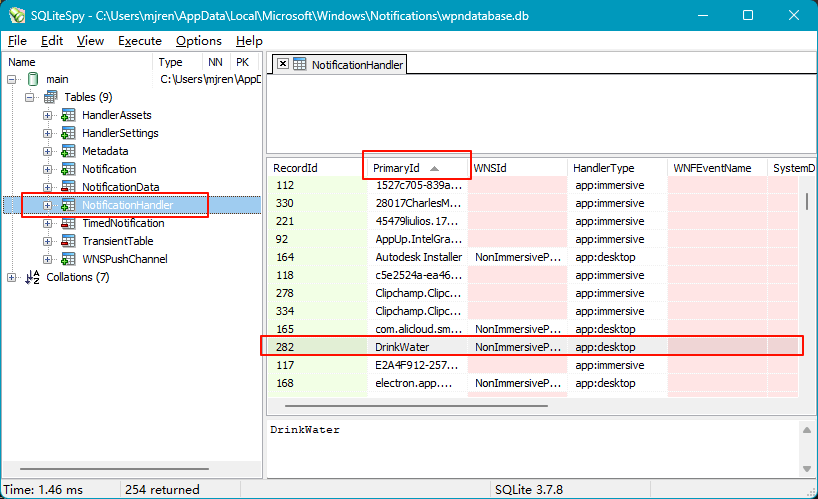 SQLiteSpy - C:\Users\mjren\AppData\Local\Microsoft\Windows\Notifications\wpndatabase.db
File Edit View Execute Options Help
Name Type NN PK
main C:\Users\mjren\AppD
Tables (9)
HandlerAssets
HandlerSettings
Metadata
Notification
NotificationData
NotificationHandler
TimedNotification
TransientTable
WNSPushChannel
Collations (7)
NotificationHandler
RecordId PrimaryId WNSId HandlerType WNFEventName SystemD
112 1527c705-839a... app:immersive
330 28017CharlesM... app:immersive
221 45479liulios.17... app:immersive
92 AppUp.IntelGra... app:immersive
164 Autodesk Installer NonImmersiveP... app:desktop
118 c5e2524a-ea46... app:immersive
278 Clipchamp.Clipc... app:immersive
334 Clipchamp.Clipc... app:immersive
165 com.alicloud.sm... NonImmersiveP... app:desktop
282 DrinkWater NonImmersiveP... app:desktop
117 E2A4F912-257... app:immersive
168 electron.app.... NonImmersiveP... app:desktop
DrinkWater
Time: 1.46 ms 254 returned SQLite 3.7.8